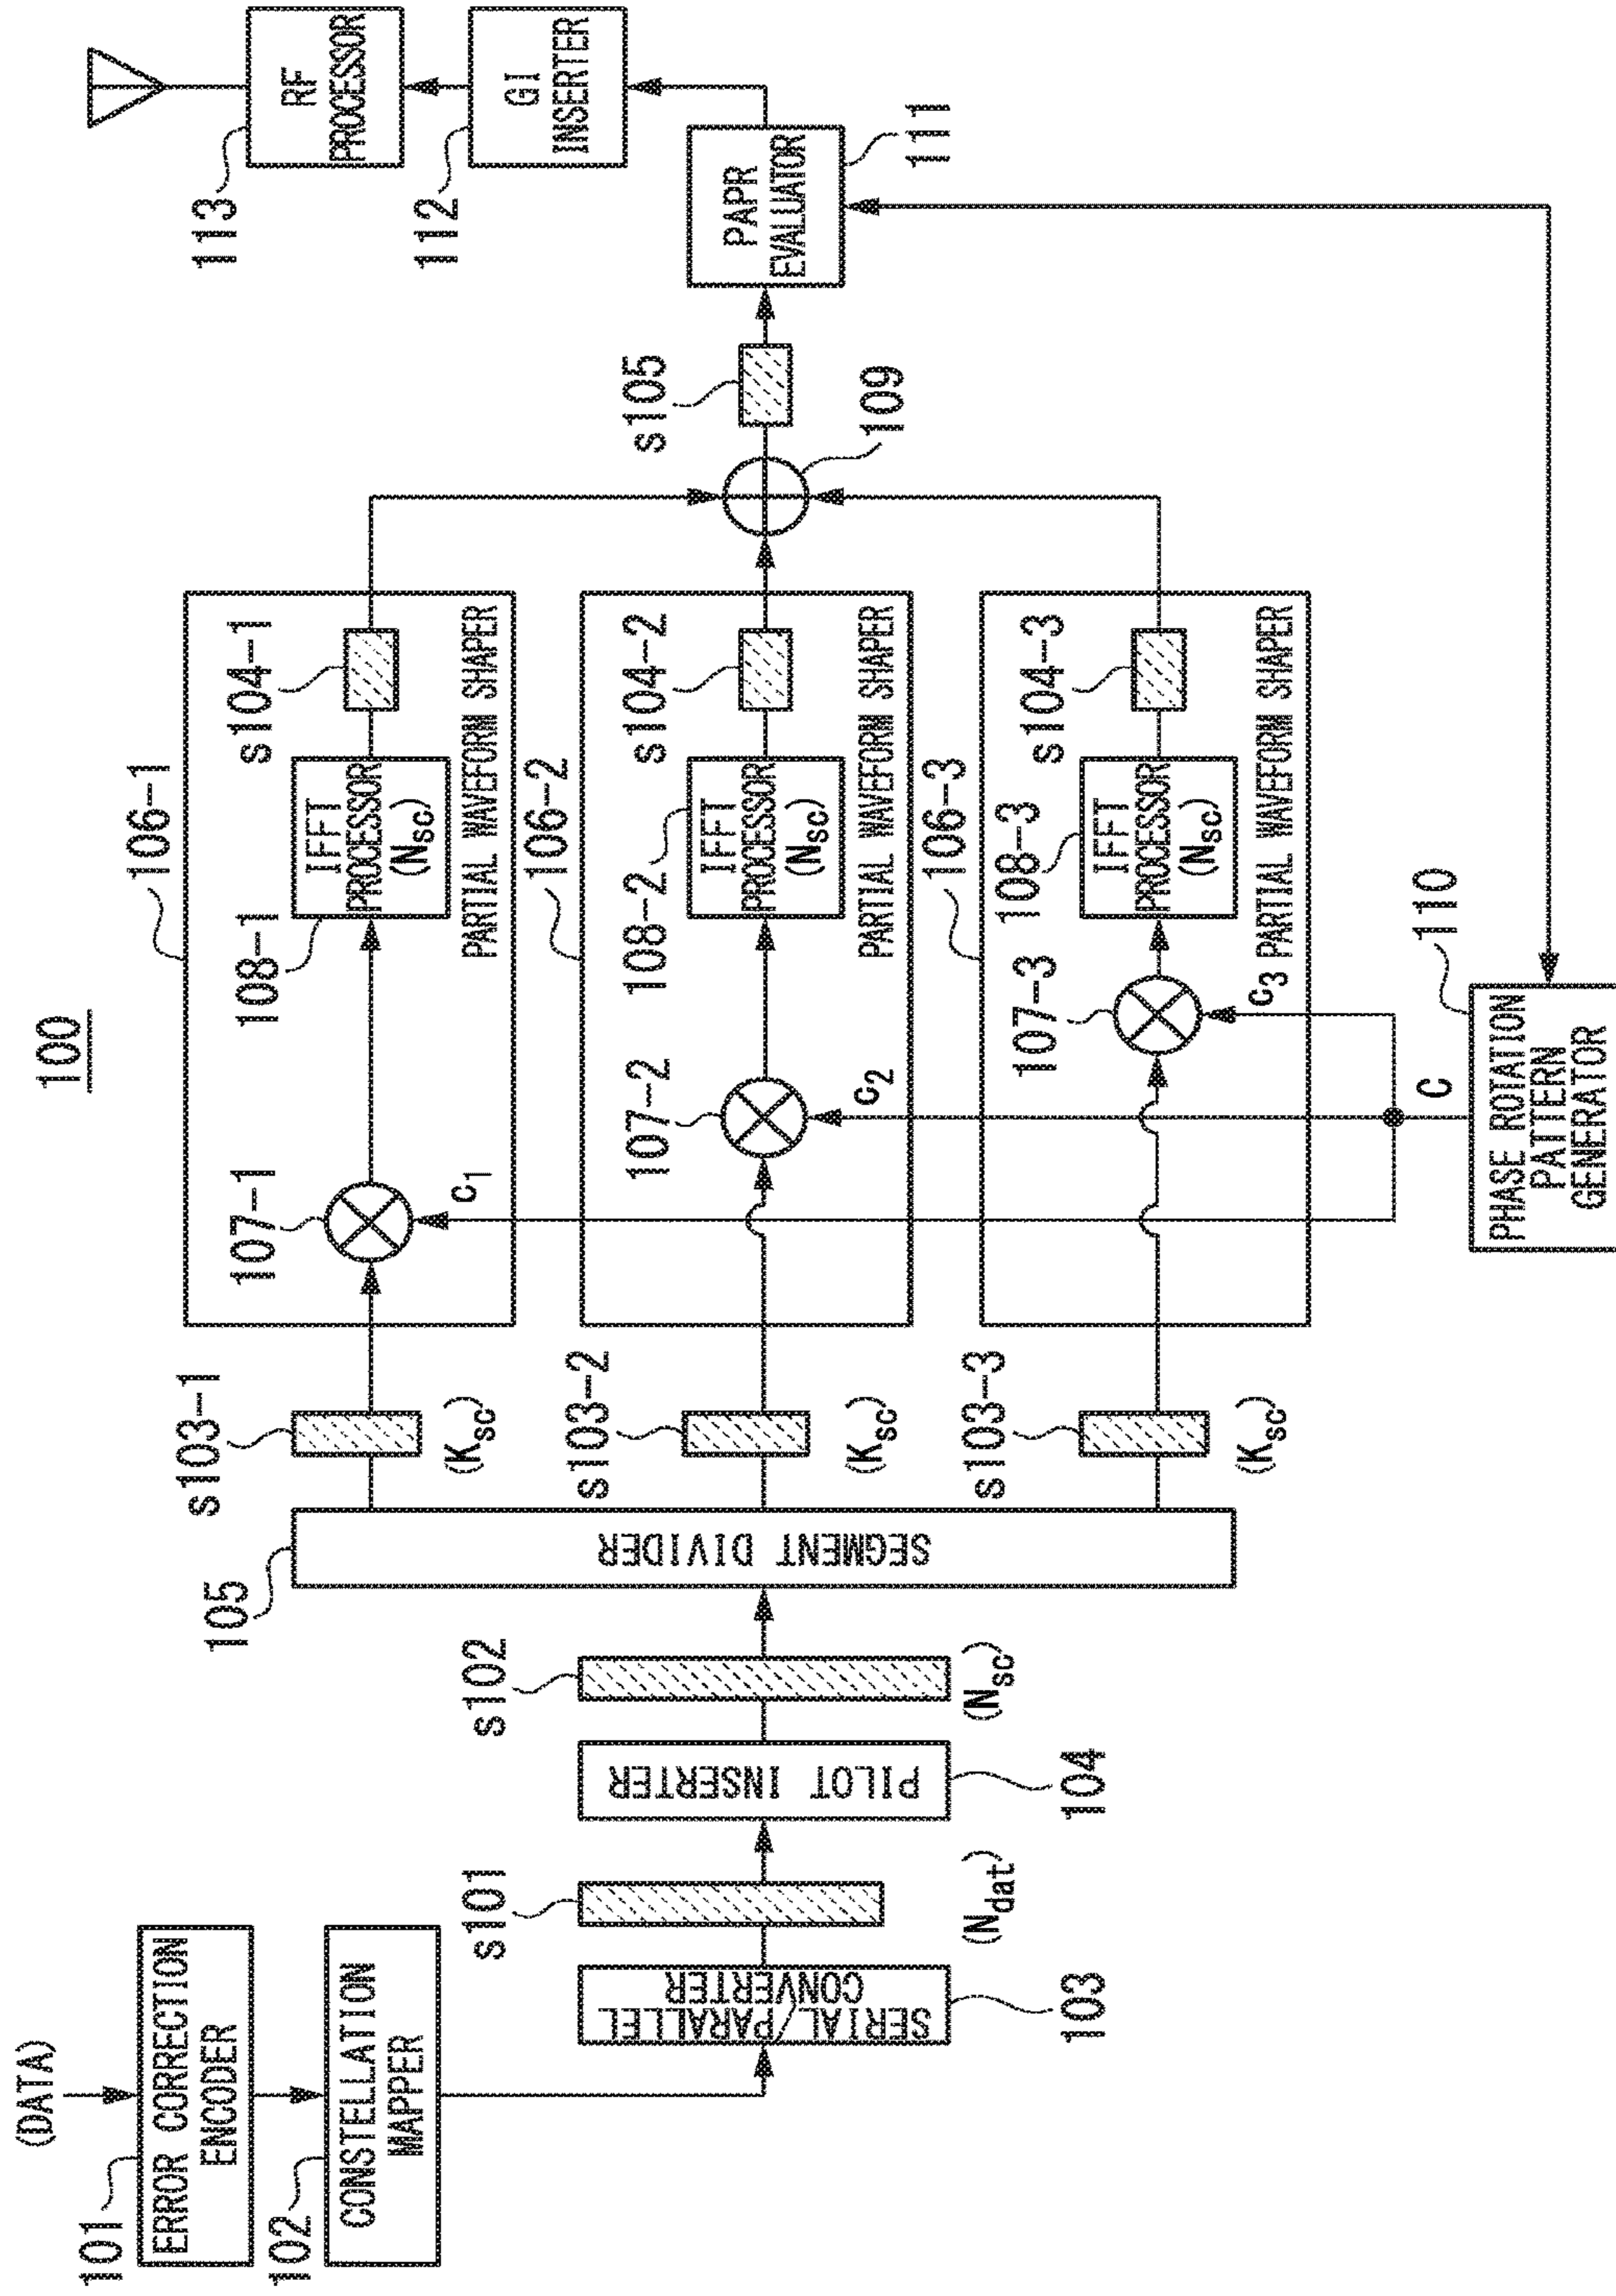 100
(DATA)
101
ERROR CORRECTION
ENCODER
102
CONSTELLATION
MAPPER
103
SERIAL/PARALLEL
CONVERTER
s101
(Ndat)
104
PILOT INSERTER
s102
(Nsc)
105
SEGMENT DIVIDER
s103-1
(Ksc)
s103-2
(Ksc)
s103-3
(Ksc)
106-1
107-1
c1
108-1
IFFT
PROCESSOR
(Nsc)
s104-1
PARTIAL WAVEFORM SHAPER
106-2
107-2
c2
108-2
IFFT
PROCESSOR
(Nsc)
s104-2
PARTIAL WAVEFORM SHAPER
106-3
107-3
c3
108-3
IFFT
PROCESSOR
(Nsc)
s104-3
PARTIAL WAVEFORM SHAPER
109
s105
110
C
PHASE ROTATION
PATTERN
GENERATOR
111
PAPR
EVALUATOR
112
GI
INSERTER
113
RF
PROCESSOR